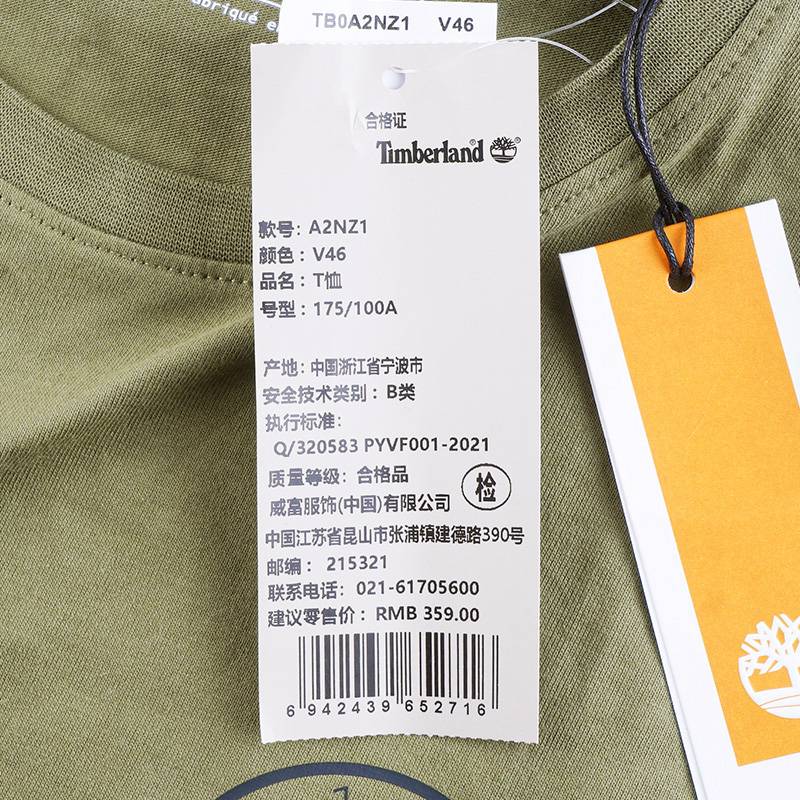 abriqué e
TB0A2NZ1 V46
合格证
Timberland
款号: A2NZ1
颜色: V46
品名: T恤
号型: 175/100A
产地: 中国浙江省宁波市
安全技术类别: B类
执行标准:
Q/320583 PYVF001-2021
质量等级: 合格品
检
威富服饰(中国)有限公司
中国江苏省昆山市张浦镇建德路390号
邮编: 215321
联系电话: 021-61705600
建议零售价: RMB 359.00
6 942439 652716